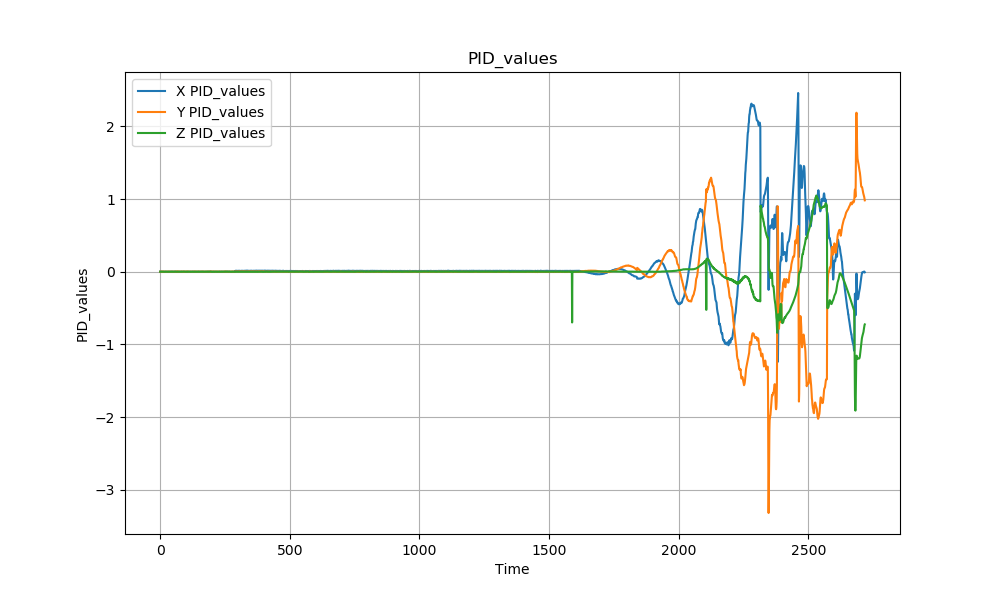 PID_values
X PID_values
Y PID_values
Z PID_values
PID_values
2
1
0
−1
−2
−3
0
500
1000
1500
2000
2500
Time